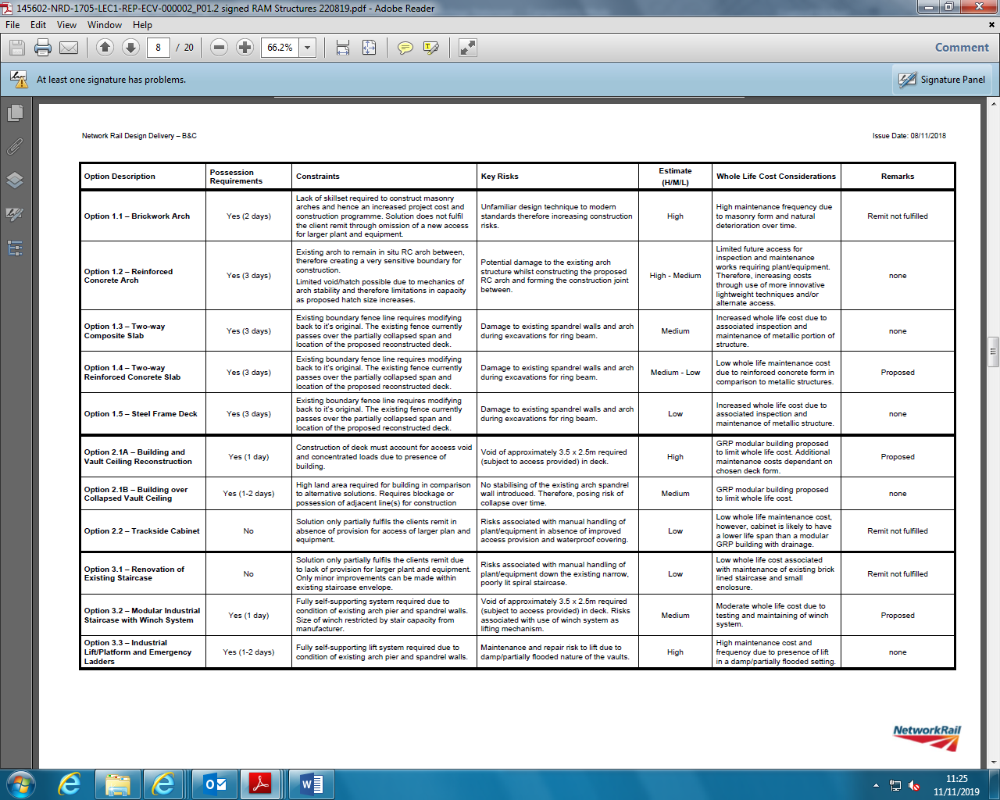 145602-NRD-1705-LEC1-REP-ECV-000002_P01.2 signed RAM Structures 220819.pdf - Adobe Reader
File Edit View Window Help
8 / 20 66.2% Comment
At least one signature has problems. Signature Panel
Network Rail Design Delivery – B&C Issue Date: 08/11/2018
Option Description
Possession
Requirements
Constraints
Key Risks
Estimate
(H/M/L)
Whole Life Cost Considerations
Remarks
Option 1.1 – Brickwork Arch
Yes (2 days)
Lack of skillset required to construct masonry
arches and hence an increased project cost and
construction programme. Solution does not fulfil
the client remit through omission of a new access
for larger plant and equipment.
Unfamiliar design technique to modern
standards therefore increasing construction
risks.
High
High maintenance frequency due
to masonry form and natural
deterioration over time.
Remit not fulfilled
Option 1.2 – Reinforced
Concrete Arch
Yes (3 days)
Existing arch to remain in situ RC arch between,
therefore creating a very sensitive boundary for
construction.
Limited void/hatch possible due to mechanics of
arch stability and therefore limitations in capacity
as proposed hatch size increases.
Potential damage to the existing arch
structure whilst constructing the proposed
RC arch and forming the construction joint
between.
High - Medium
Limited future access for
inspection and maintenance
works requiring plant/equipment.
Therefore, increasing costs
through use of more innovative
lightweight techniques and/or
alternate access.
none
Option 1.3 – Two-way
Composite Slab
Yes (3 days)
Existing boundary fence line requires modifying
back to it's original. The existing fence currently
passes over the partially collapsed span and
location of the proposed reconstructed deck.
Damage to existing spandrel walls and arch
during excavations for ring beam.
Medium
Increased whole life cost due to
associated inspection and
maintenance of metallic portion of
structure.
none
Option 1.4 – Two-way
Reinforced Concrete Slab
Yes (3 days)
Existing boundary fence line requires modifying
back to it's original. The existing fence currently
passes over the partially collapsed span and
location of the proposed reconstructed deck.
Damage to existing spandrel walls and arch
during excavations for ring beam.
Medium - Low
Low whole life maintenance cost
due to reinforced concrete form in
comparison to metallic structures.
Proposed
Option 1.5 – Steel Frame Deck
Yes (3 days)
Existing boundary fence line requires modifying
back to it's original. The existing fence currently
passes over the partially collapsed span and
location of the proposed reconstructed deck.
Damage to existing spandrel walls and arch
during excavations for ring beam.
Low
Increased whole life cost due to
associated inspection and
maintenance of metallic structure.
none
Option 2.1A – Building and
Vault Ceiling Reconstruction
Yes (1 day)
Construction of deck must account for access void
and concentrated loads due to presence of
building.
Void of approximately 3.5 x 2.5m required
(subject to access provided) in deck.
High
GRP modular building proposed
to limit whole life cost. Additional
maintenance costs dependant on
chosen deck form.
Proposed
Option 2.1B – Building over
Collapsed Vault Ceiling
Yes (1-2 days)
High land area required for building in comparison
to alternative solutions. Requires blockage or
possession of adjacent line(s) for construction
No stabilising of the existing arch spandrel
wall introduced. Therefore, posing risk of
collapse over time.
Medium
GRP modular building proposed
to limit whole life cost.
none
Option 2.2 – Trackside Cabinet
No
Solution only partially fulfils the clients remit in
absence of provision for access of larger plan and
equipment.
Risks associated with manual handling of
plant/equipment in absence of improved
access provision and waterproof covering.
Low
Low whole life maintenance cost,
however, cabinet is likely to have
a lower life span than a modular
GRP building with drainage.
Remit not fulfilled
Option 3.1 – Renovation of
Existing Staircase
No
Solution only partially fulfils the clients remit due
to lack of provision for larger plant and equipment.
Only minor improvements can be made within
existing staircase envelope.
Risks associated with manual handling of
plant/equipment down the existing narrow,
poorly lit spiral staircase.
Low
Low whole life cost associated
with maintenance of existing brick
lined staircase and small
enclosure.
Remit not fulfilled
Option 3.2 – Modular Industrial
Staircase with Winch System
Yes (1 day)
Fully self-supporting system required due to
condition of existing arch pier and spandrel walls.
Size of winch restricted by stair capacity from
manufacturer.
Void of approximately 3.5 x 2.5m required
(subject to access provided) in deck. Risks
associated with use of winch system as
lifting mechanism.
Medium
Moderate whole life cost due to
testing and maintaining of winch
system.
Proposed
Option 3.3 – Industrial
Lift/Platform and Emergency
Ladders
Yes (1-2 days)
Fully self-supporting lift system required due to
condition of existing arch pier and spandrel walls.
Maintenance and repair risk to lift due to
damp/partially flooded nature of the vaults.
High
High maintenance cost and
frequency due to presence of lift
in a damp/partially flooded setting.
none
NetworkRail
11:25
11/11/2019